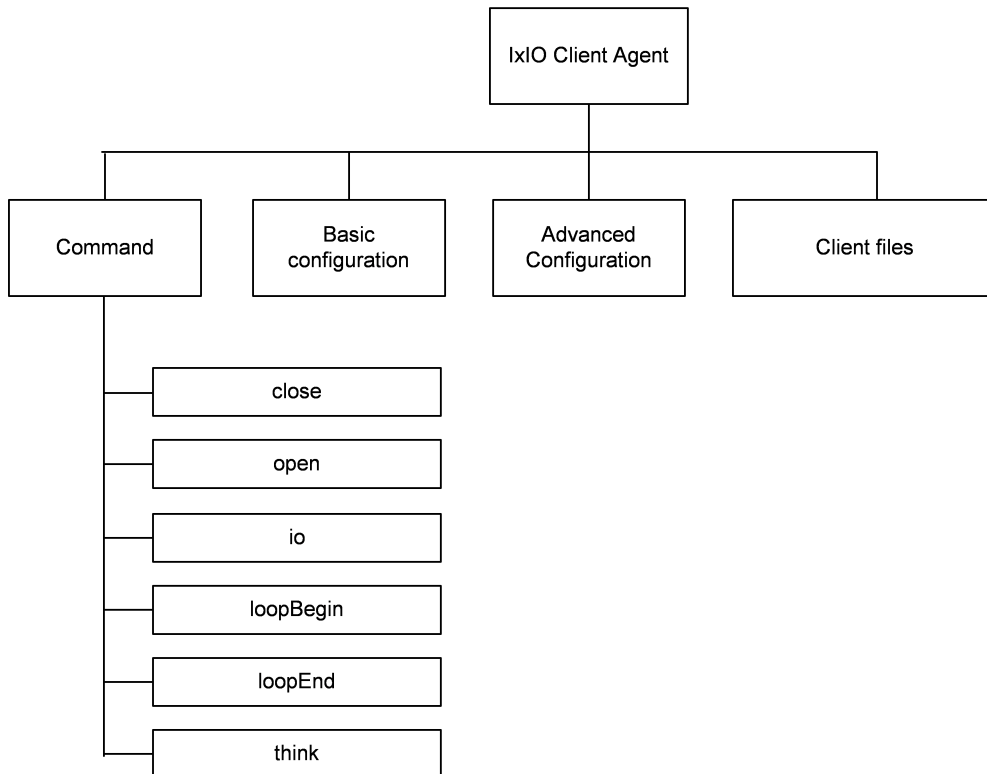 IxIO Client Agent
Command
Basic
configuration
Advanced
Configuration
Client files
close
open
io
loopBegin
loopEnd
think